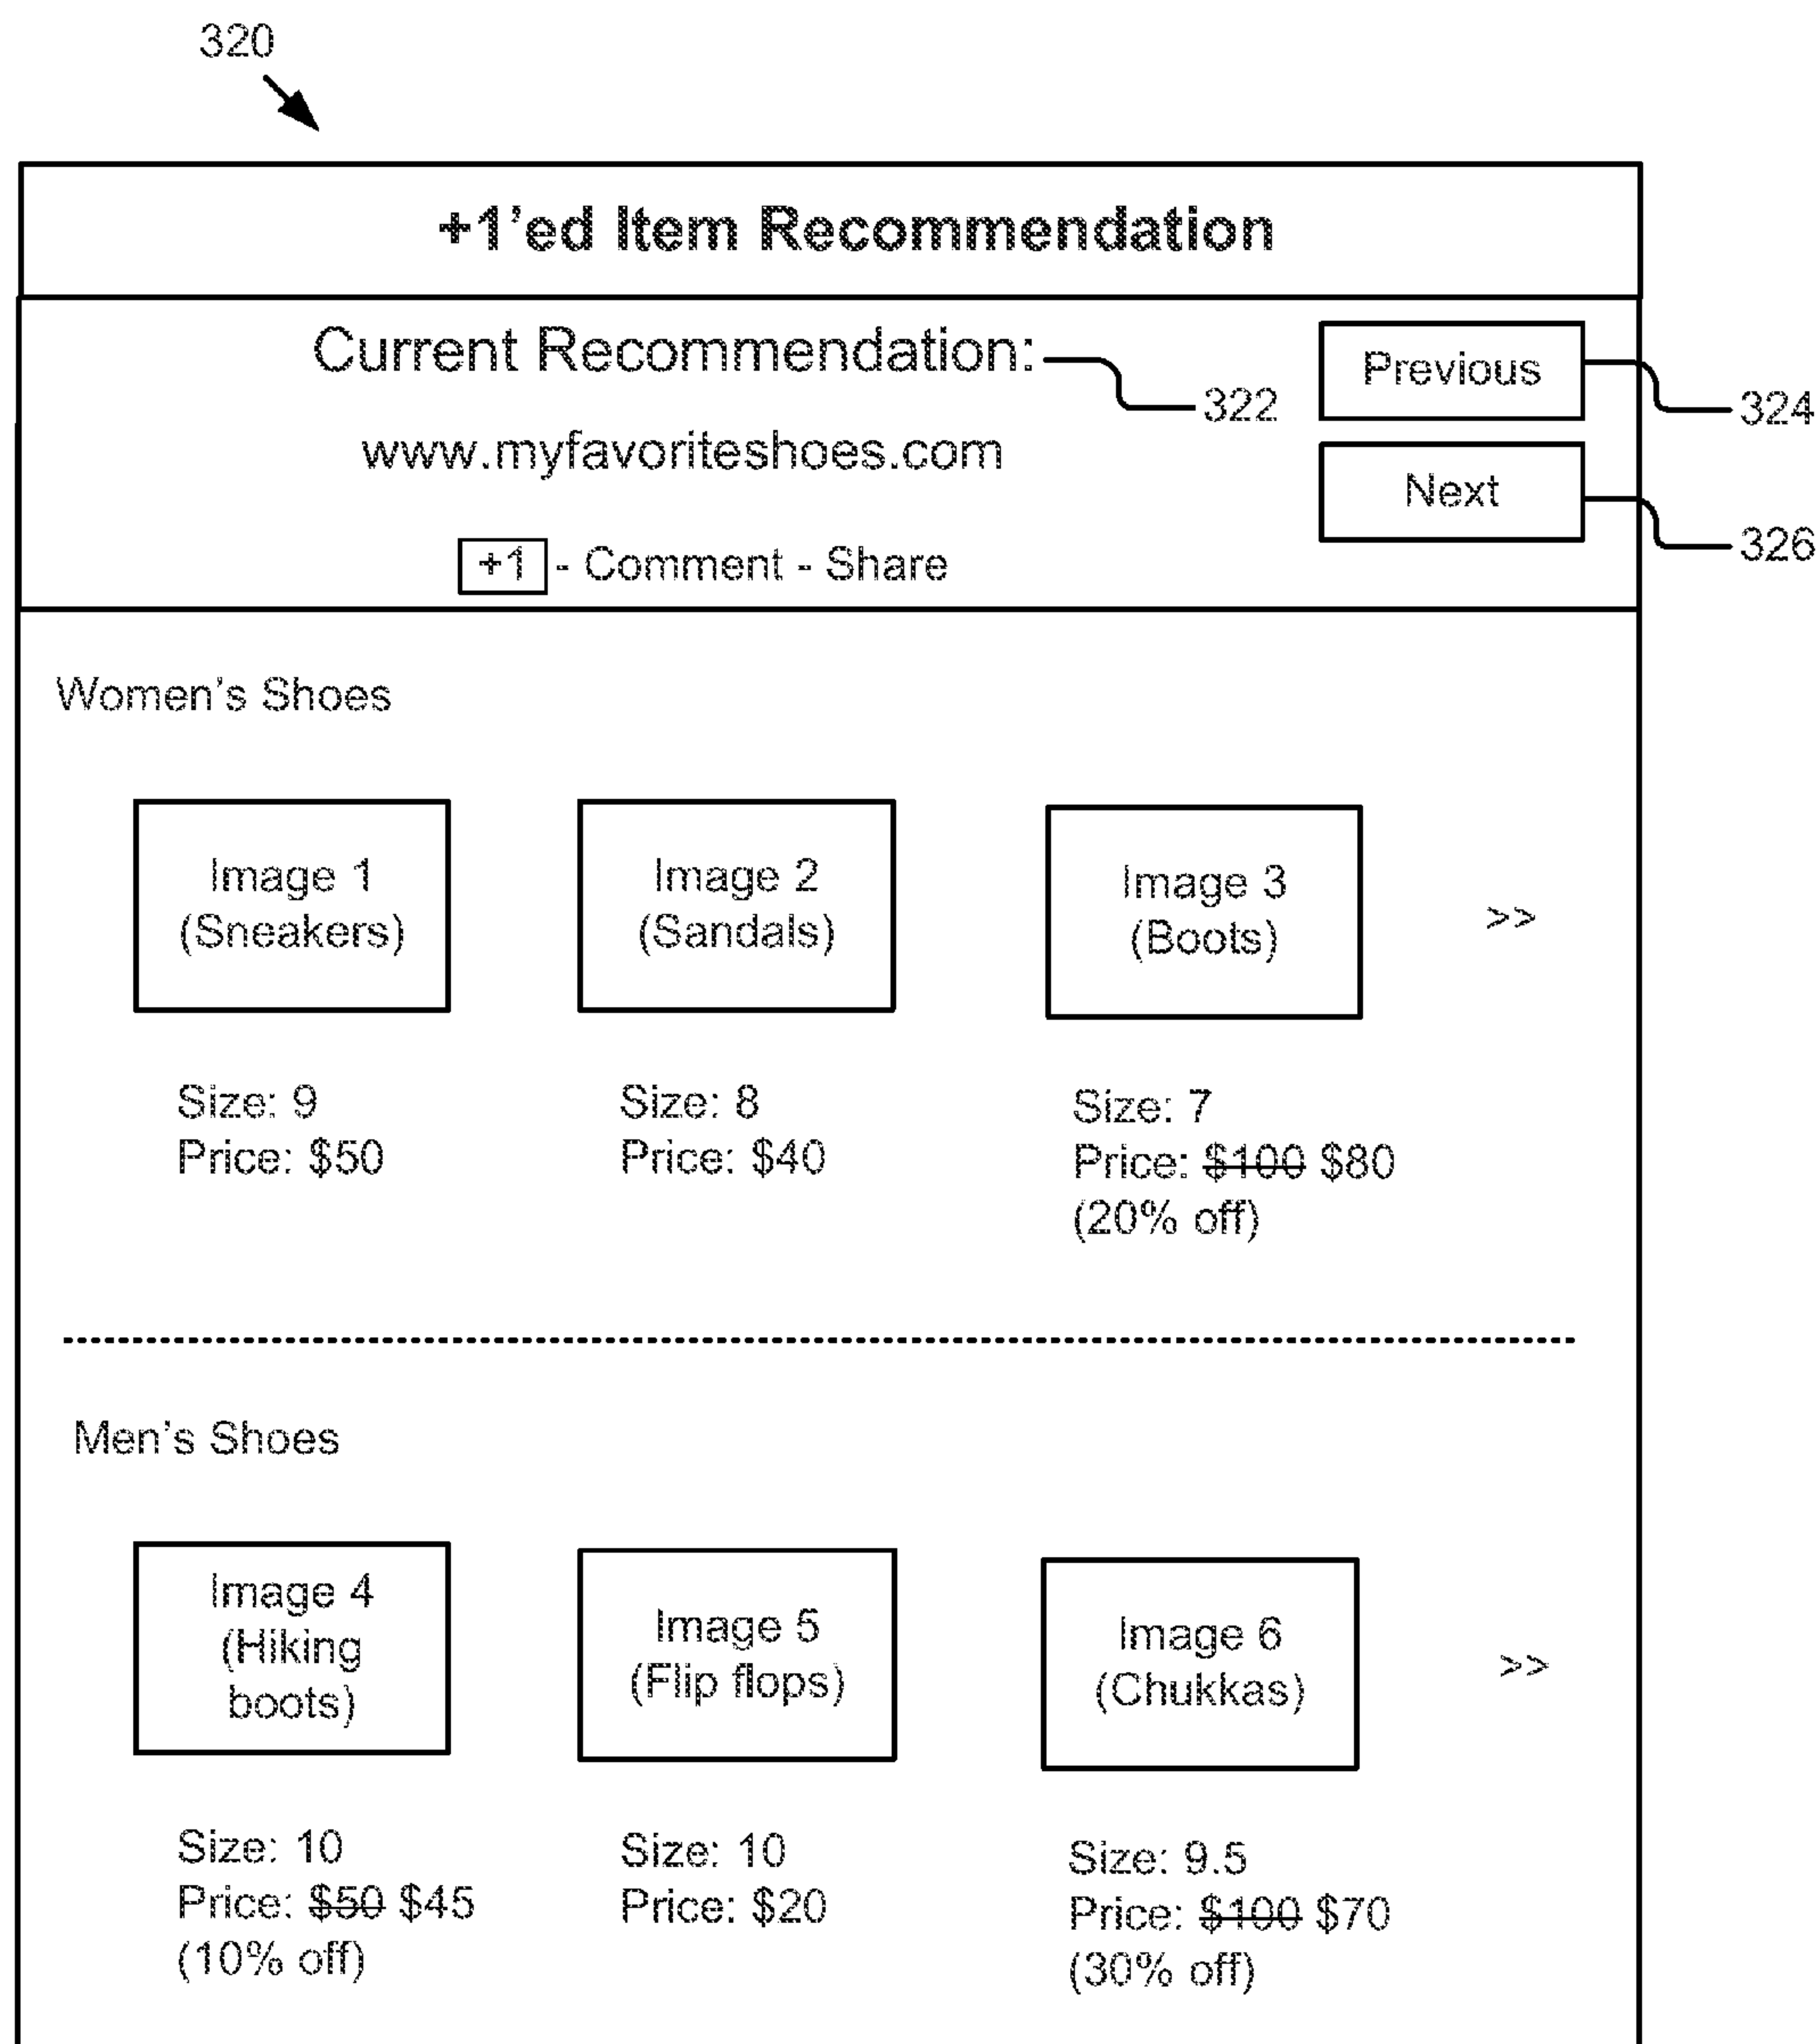 320
+1'ed Item Recommendation
Current Recommendation:
322
Previous
324
www.myfavoriteshoes.com
Next
326
+1 - Comment - Share
Women's Shoes
Image 1
(Sneakers)
Image 2
(Sandals)
Image 3
(Boots)
>>
Size: 9
Price: $50
Size: 8
Price: $40
Size: 7
Price: $100 $80
(20% off)
Men's Shoes
Image 4
(Hiking
boots)
Image 5
(Flip flops)
Image 6
(Chukkas)
>>
Size: 10
Price: $50 $45
(10% off)
Size: 10
Price: $20
Size: 9.5
Price: $100 $70
(30% off)